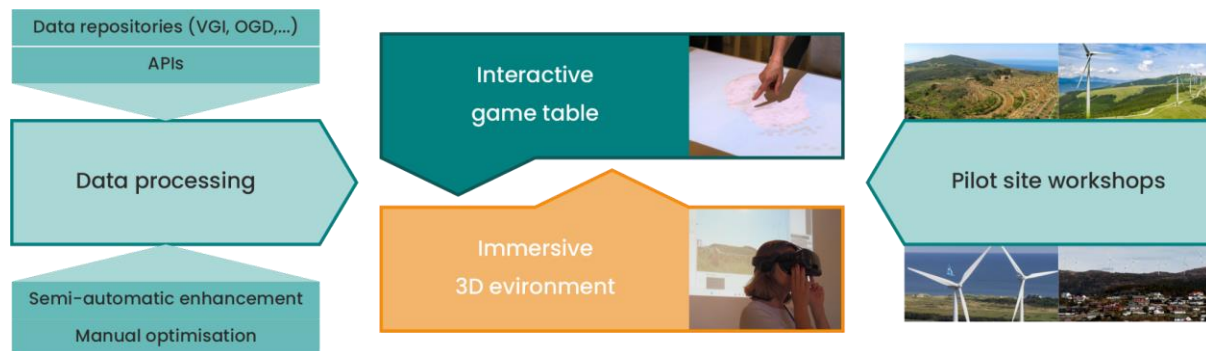 Data repositories (VGI, OGD,...)
APIs
Data processing
Semi-automatic enhancement
Manual optimisation
Interactive
game table
Immersive
3D evironment
Pilot site workshops